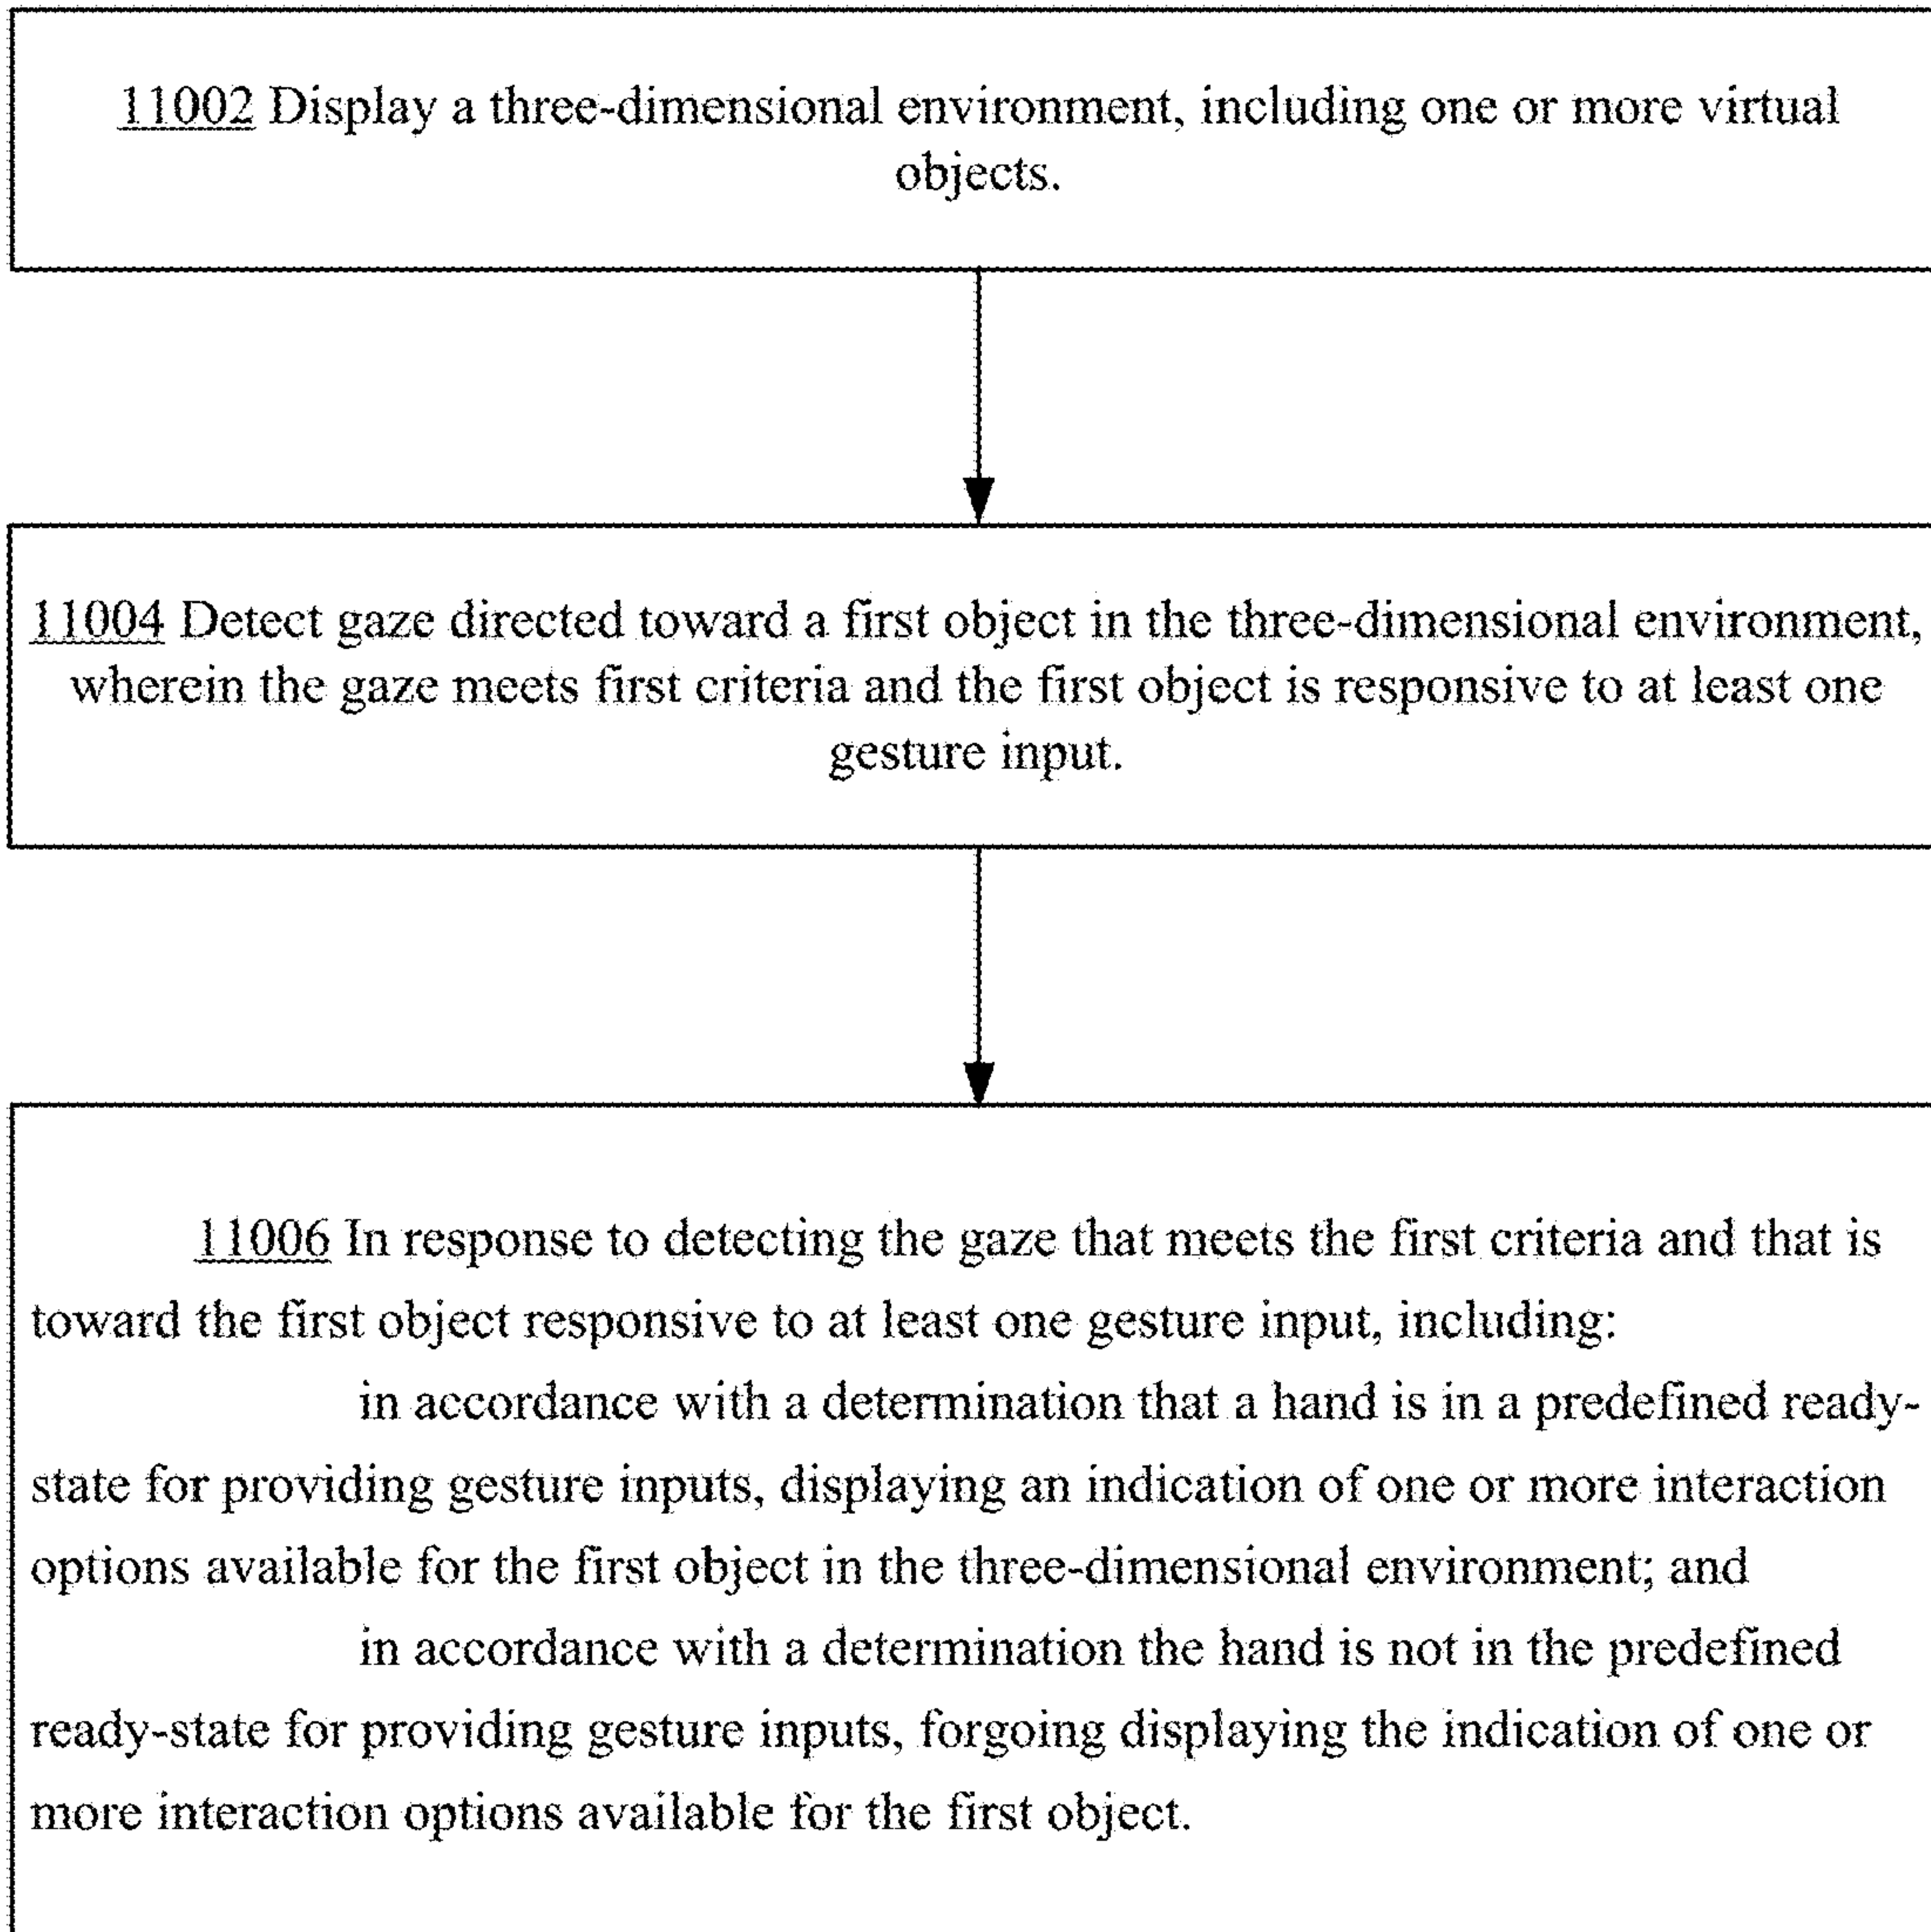 11002 Display a three-dimensional environment, including one or more virtual
objects.
11004 Detect gaze directed toward a first object in the three-dimensional environment,
wherein the gaze meets first criteria and the first object is responsive to at least one
gesture input.
11006 In response to detecting the gaze that meets the first criteria and that is
toward the first object responsive to at least one gesture input, including:
in accordance with a determination that a hand is in a predefined ready-
state for providing gesture inputs, displaying an indication of one or more interaction
options available for the first object in the three-dimensional environment; and
in accordance with a determination the hand is not in the predefined
ready-state for providing gesture inputs, forgoing displaying the indication of one or
more interaction options available for the first object.